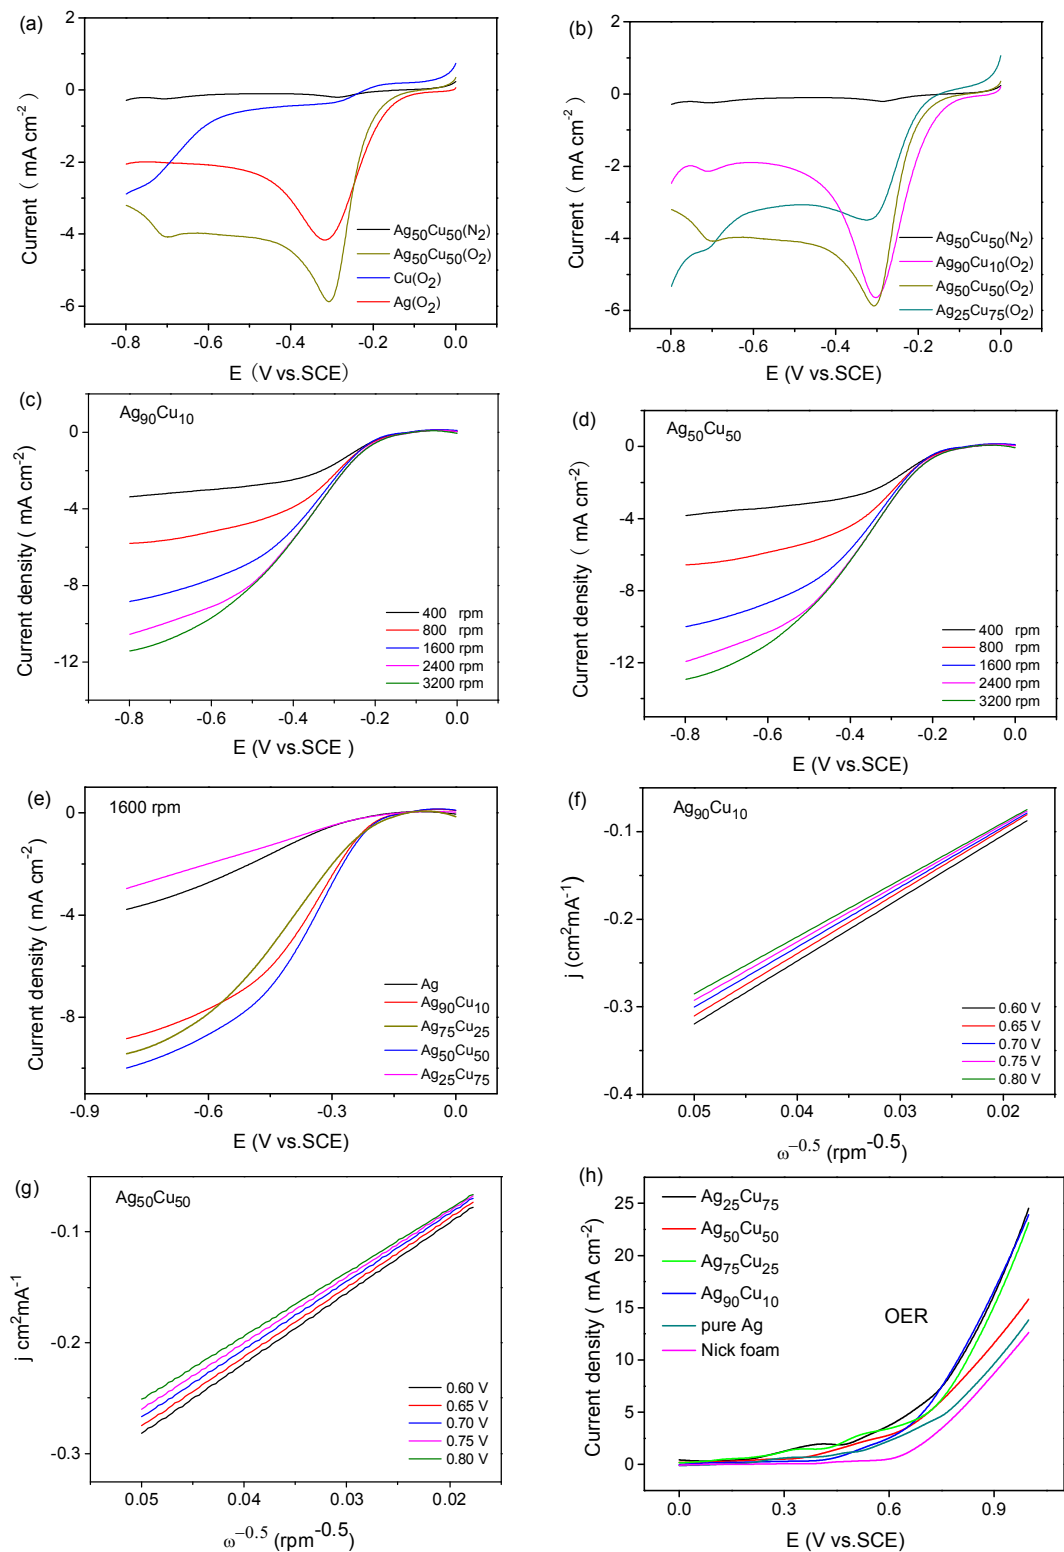 (a)
2
0
-2
-4
-6
Current ( mA cm-2)
Ag50Cu50(N2)
Ag50Cu50(O2)
Cu(O2)
Ag(O2)
-0.8 -0.6 -0.4 -0.2 0.0
E (V vs.SCE)
(b)
2
0
-2
-4
-6
Current ( mA cm-2)
Ag50Cu50(N2)
Ag90Cu10(O2)
Ag50Cu50(O2)
Ag25Cu75(O2)
-0.8 -0.6 -0.4 -0.2 0.0
E (V vs.SCE)
(c)
Ag90Cu10
0
-4
-8
-12
Current density ( mA cm-2)
400 rpm
800 rpm
1600 rpm
2400 rpm
3200 rpm
-0.8 -0.6 -0.4 -0.2 0.0
E (V vs.SCE )
(d)
Ag50Cu50
0
-4
-8
-12
Current density ( mA cm-2)
400 rpm
800 rpm
1600 rpm
2400 rpm
3200 rpm
-0.8 -0.6 -0.4 -0.2 0.0
E (V vs.SCE)
(e)
1600 rpm
0
-4
-8
Current density ( mA cm-2)
Ag
Ag90Cu10
Ag75Cu25
Ag50Cu50
Ag25Cu75
-0.9 -0.6 -0.3 0.0
E (V vs.SCE)
(f)
Ag90Cu10
-0.1
-0.2
-0.3
-0.4
j (cm2mA-1)
0.60 V
0.65 V
0.70 V
0.75 V
0.80 V
0.05 0.04 0.03 0.02
ω-0.5 (rpm-0.5)
(g)
Ag50Cu50
-0.1
-0.2
-0.3
j cm2mA-1
0.60 V
0.65 V
0.70 V
0.75 V
0.80 V
0.05 0.04 0.03 0.02
ω-0.5 (rpm-0.5)
(h)
25
20
15
10
5
0
Current density ( mA cm-2)
Ag25Cu75
Ag50Cu50
Ag75Cu25
Ag90Cu10
pure Ag
Nick foam
OER
0.0 0.3 0.6 0.9
E (V vs.SCE)